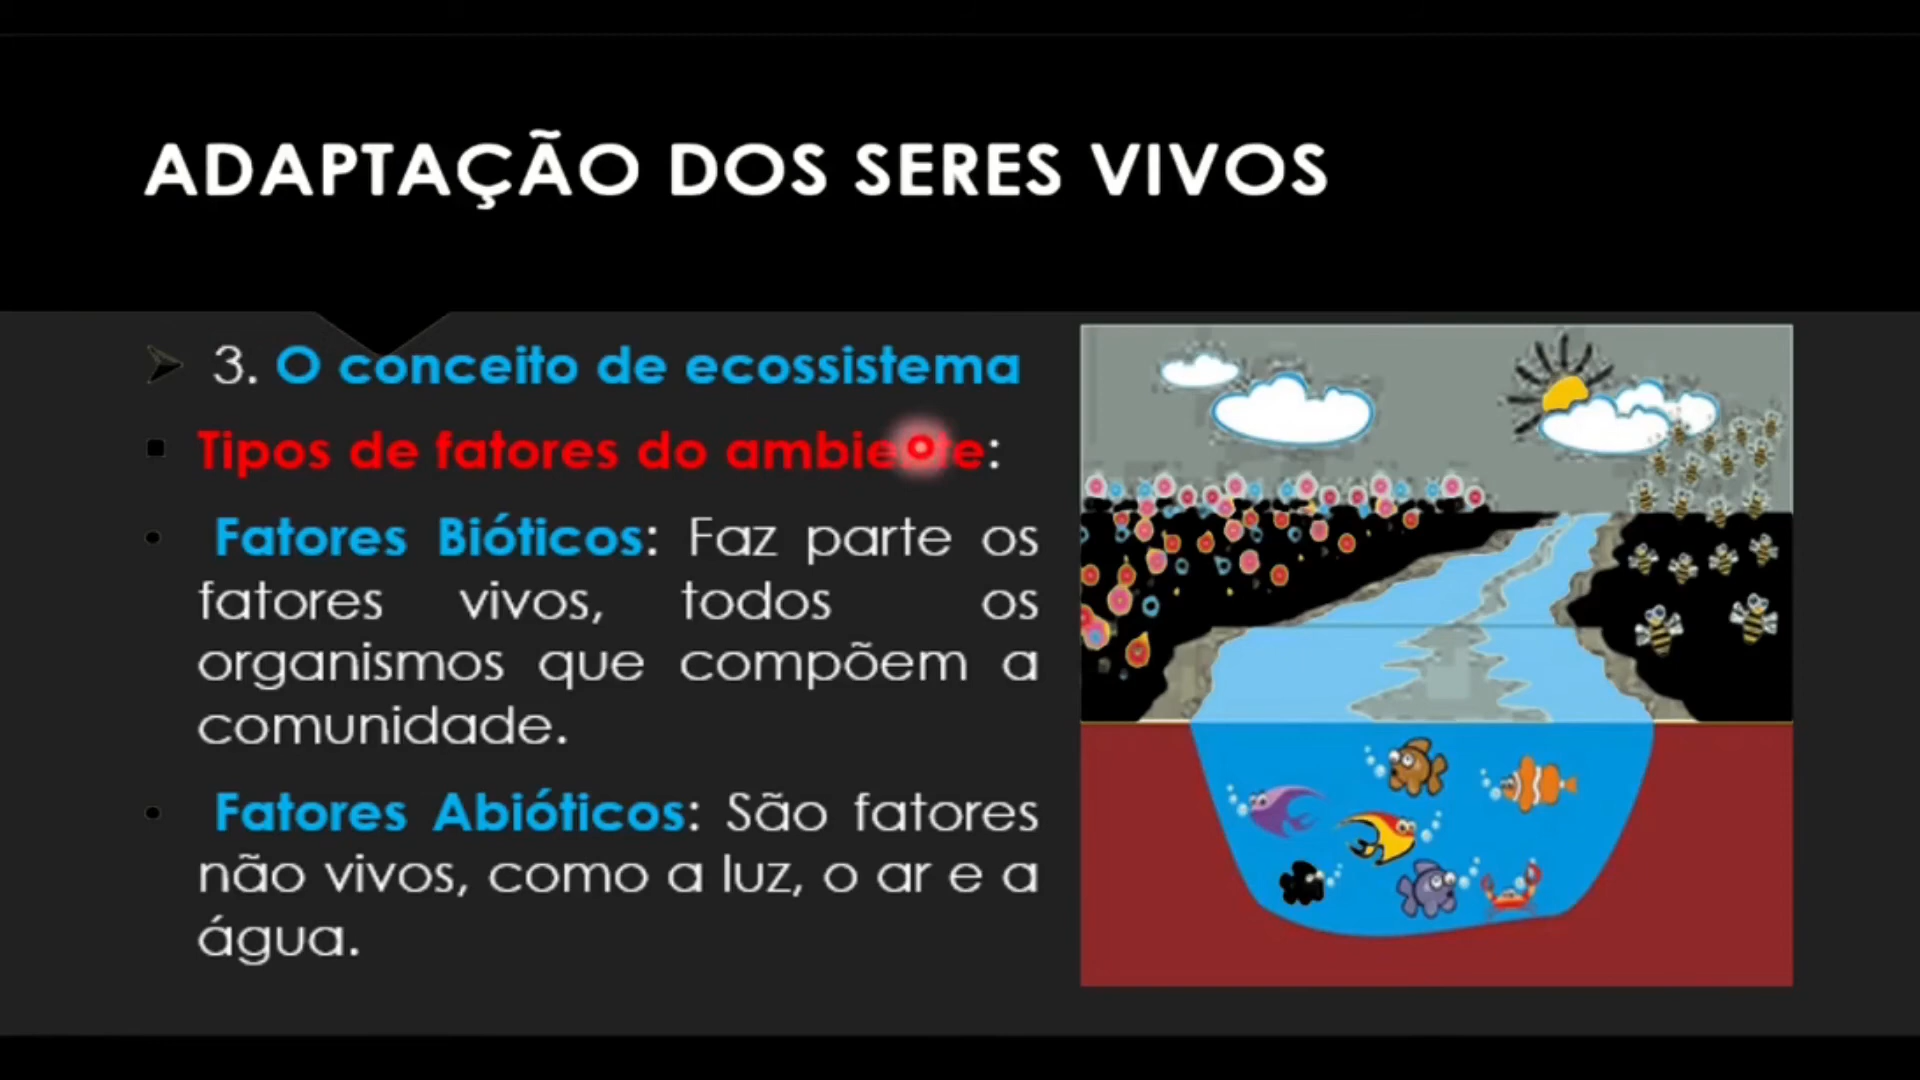 ADAPTAÇÃO DOS SERES VIVOS
3. O conceito de ecossistema
Tipos de fatores do ambiente:
Fatores Bióticos: Faz parte os
fatores vivos, todos os
organismos que compõem a
comunidade.
Fatores Abióticos: São fatores
não vivos, como a luz, o ar e a
água.